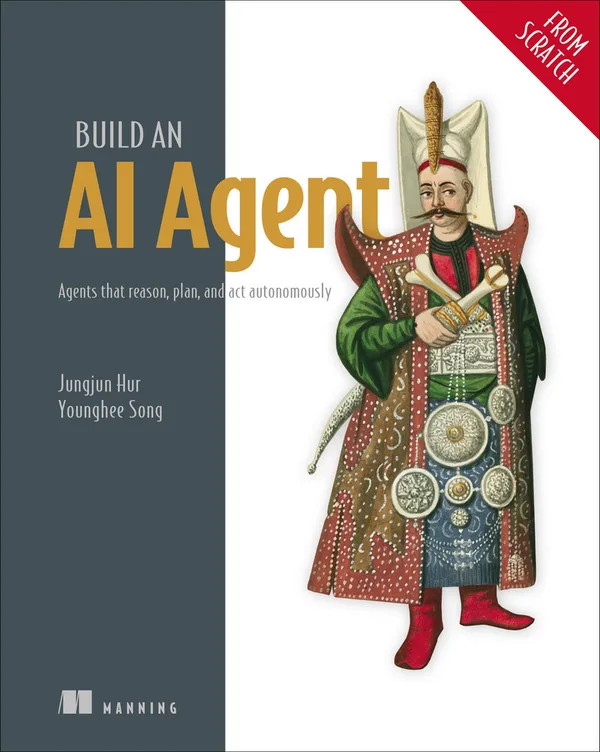 FROM
SCRATCH
BUILD AN
AI Agent
Agents that reason, plan, and act autonomously
Jungjun Hur
Younghee Song
MANNING